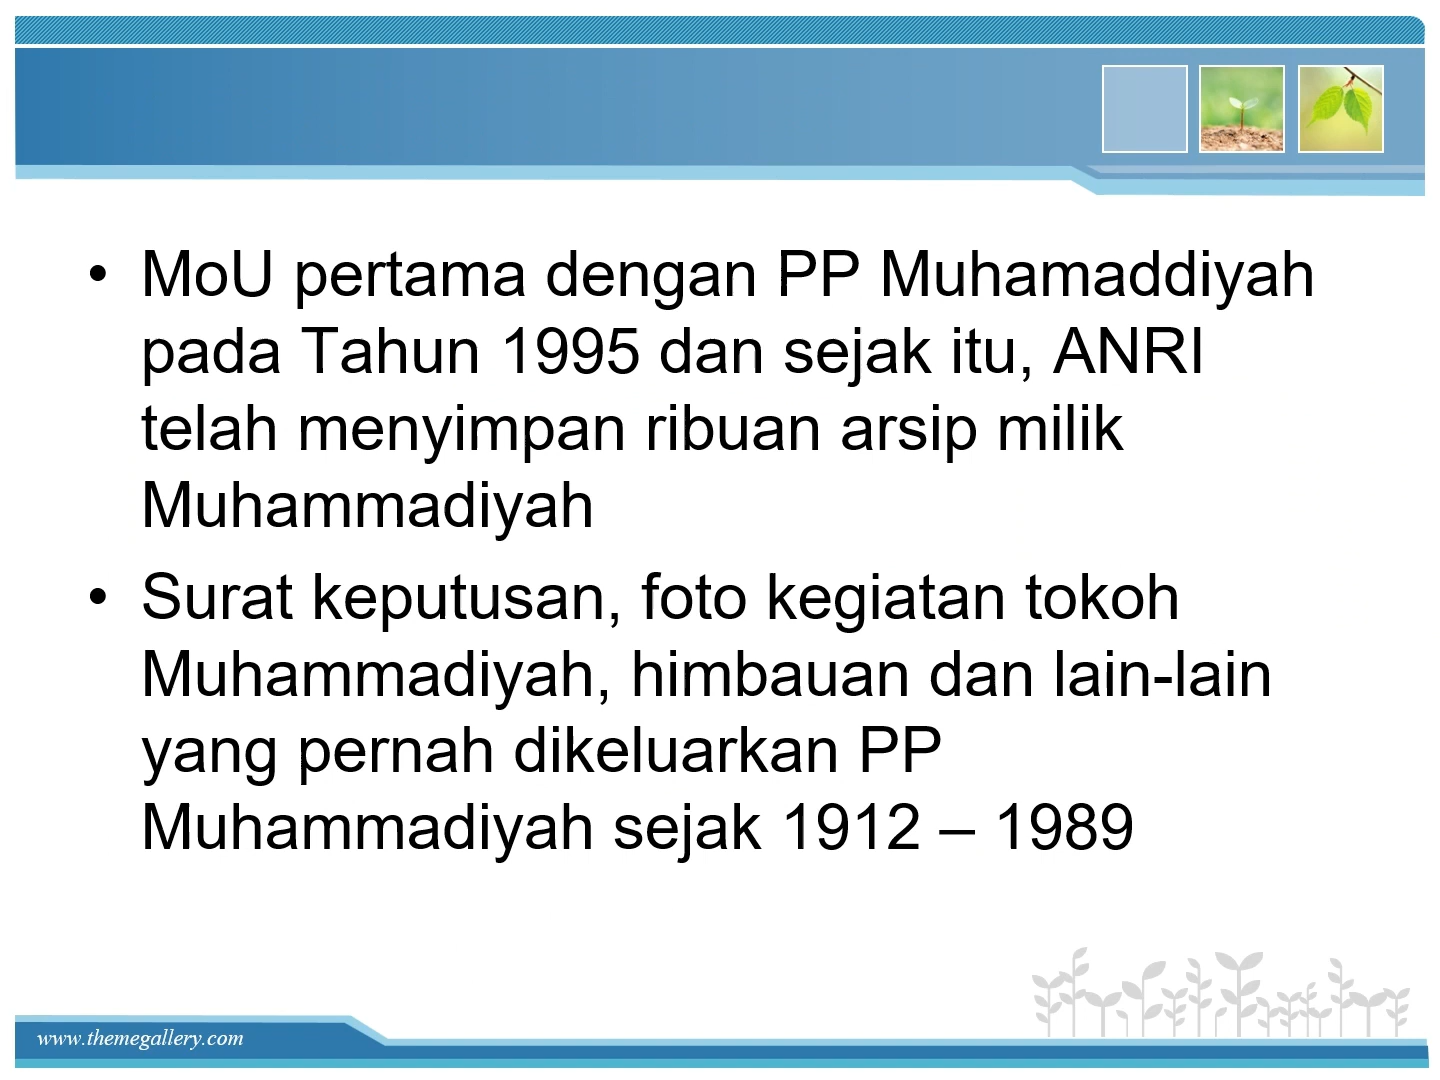 • MoU pertama dengan PP Muhamaddiyah
pada Tahun 1995 dan sejak itu, ANRI
telah menyimpan ribuan arsip milik
Muhammadiyah
• Surat keputusan, foto kegiatan tokoh
Muhammadiyah, himbauan dan lain-lain
yang pernah dikeluarkan PP
Muhammadiyah sejak 1912 – 1989
www.themegallery.com